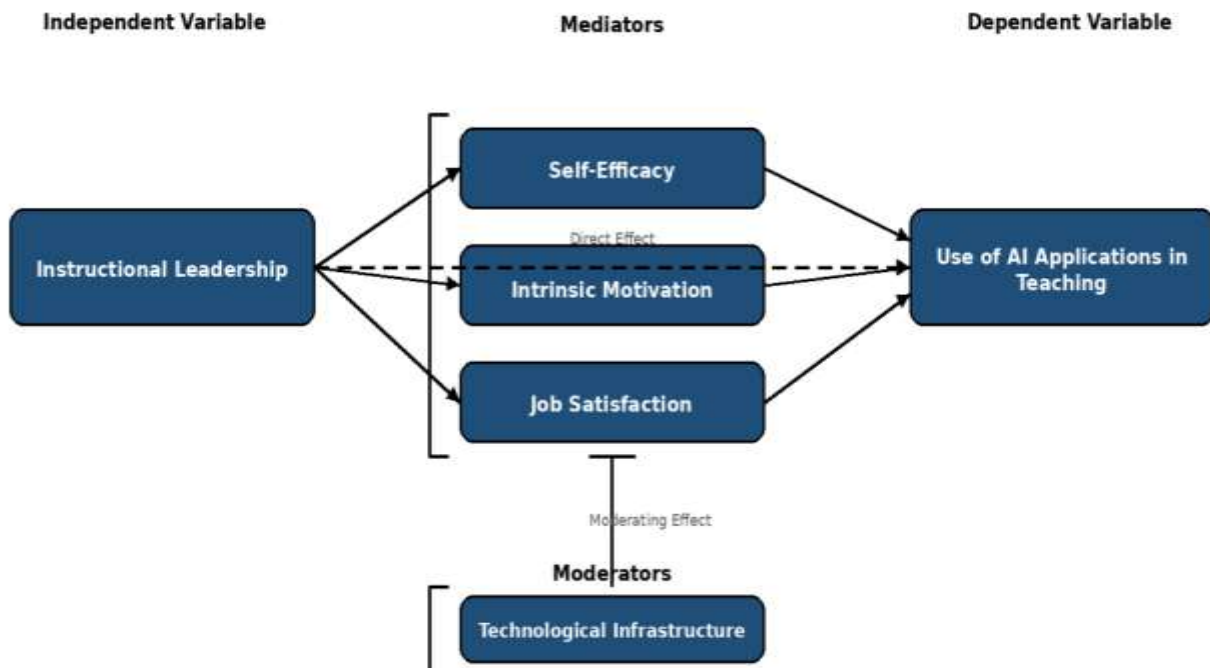 Independent Variable
Mediators
Dependent Variable
Self-Efficacy
Direct Effect
Instructional Leadership
Intrinsic Motivation
Use of AI Applications in
Teaching
Job Satisfaction
Moderating Effect
Moderators
Technological Infrastructure